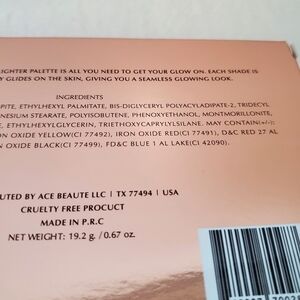 LIGHTER PALETTE IS ALL YOU NEED TO GET YOUR GLOW ON. EACH SHADE IS
Y GLIDES ON THE SKIN, GIVING YOU A SEAMLESS GLOWING LOOK.
INGREDIENTS
PITE, ETHYLHEXYL PALMITATE, BIS-DIGLYCERYL POLYACYLADIPATE-2, TRIDECYL
NESIUM STEARATE, POLYISOBUTENE, PHENOXYETHANOL, MONTMORILLONITE,
TE, ETHYLHEXYLGLYCERIN, TRIETHOXYCAPRYLYLSILANE. MAY CONTAIN(+/-):
ON OXIDE YELLOW(CI 77492), IRON OXIDE RED(CI 77491), D&C RED 27 AL
ON OXIDE BLACK(CI 77499), FD&C BLUE 1 AL LAKE(CI 42090).
UTED BY ACE BEAUTE LLC | TX 77494 | USA
CRUELTY FREE PRODUCT
MADE IN P.R.C
NET WEIGHT: 19.2 g. / 0.67 oz.